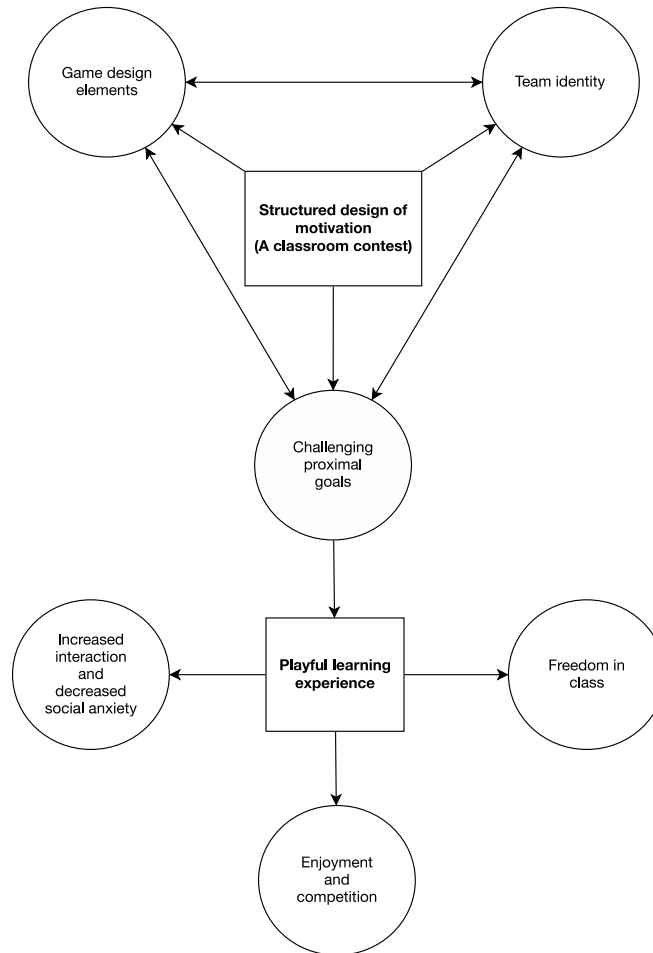 Game design
elements
Team identity
Structured design of
motivation
(A classroom contest)
Challenging
proximal
goals
Increased
interaction and
decreased
social anxiety
Playful learning
experience
Freedom in
class
Enjoyment
and
competition